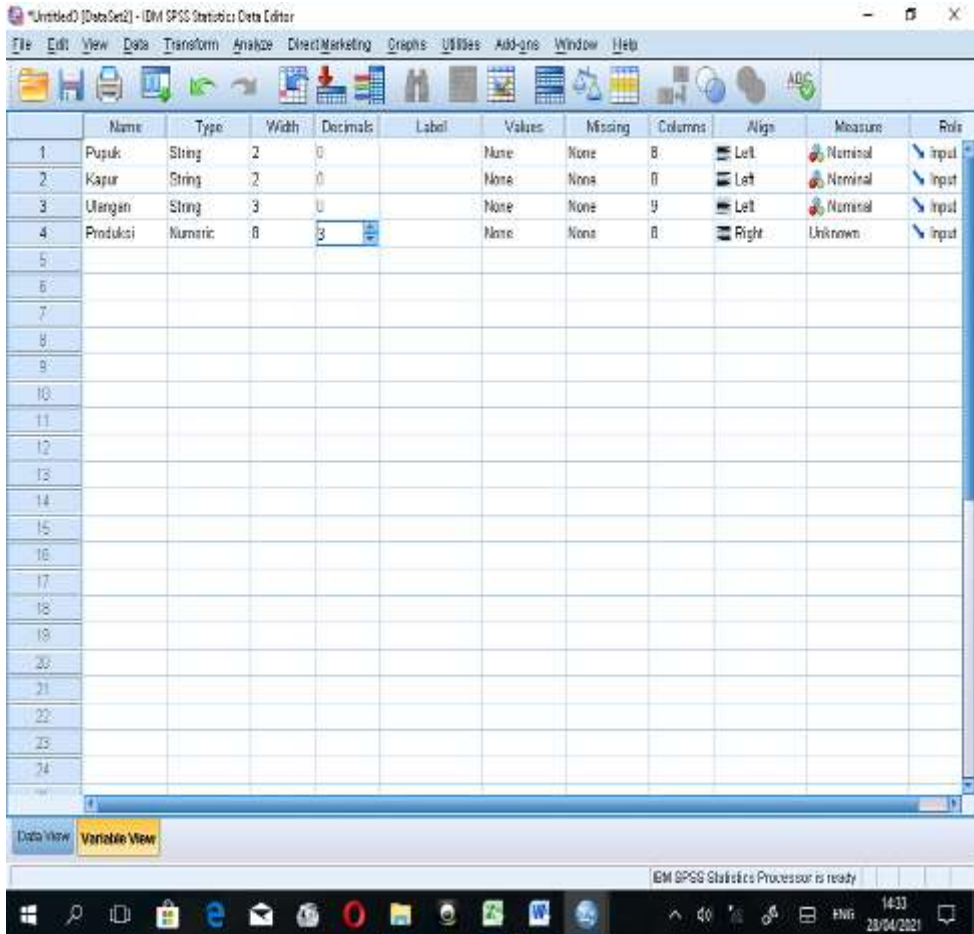 *Untitled3 [DataSet2] - IBM SPSS Statistics Data Editor
File Edit View Data Transform Analyze Direct Marketing Graphs Utilities Add-ons Window Help
Name Type Width Decimals Label Values Missing Columns Align Measure Role
1 Pupuk String 2 0 None None 8 Left Nominal Input
2 Kapur String 2 0 None None 8 Left Nominal Input
3 Ulangan String 3 0 None None 9 Left Nominal Input
4 Produksi Numeric 8 3 None None 8 Right Unknown Input
5
6
7
8
9
10
11
12
13
14
15
16
17
18
19
20
21
22
23
24
Data View Variable View
IBM SPSS Statistics Processor is ready
ENG 14:33
28/04/2021